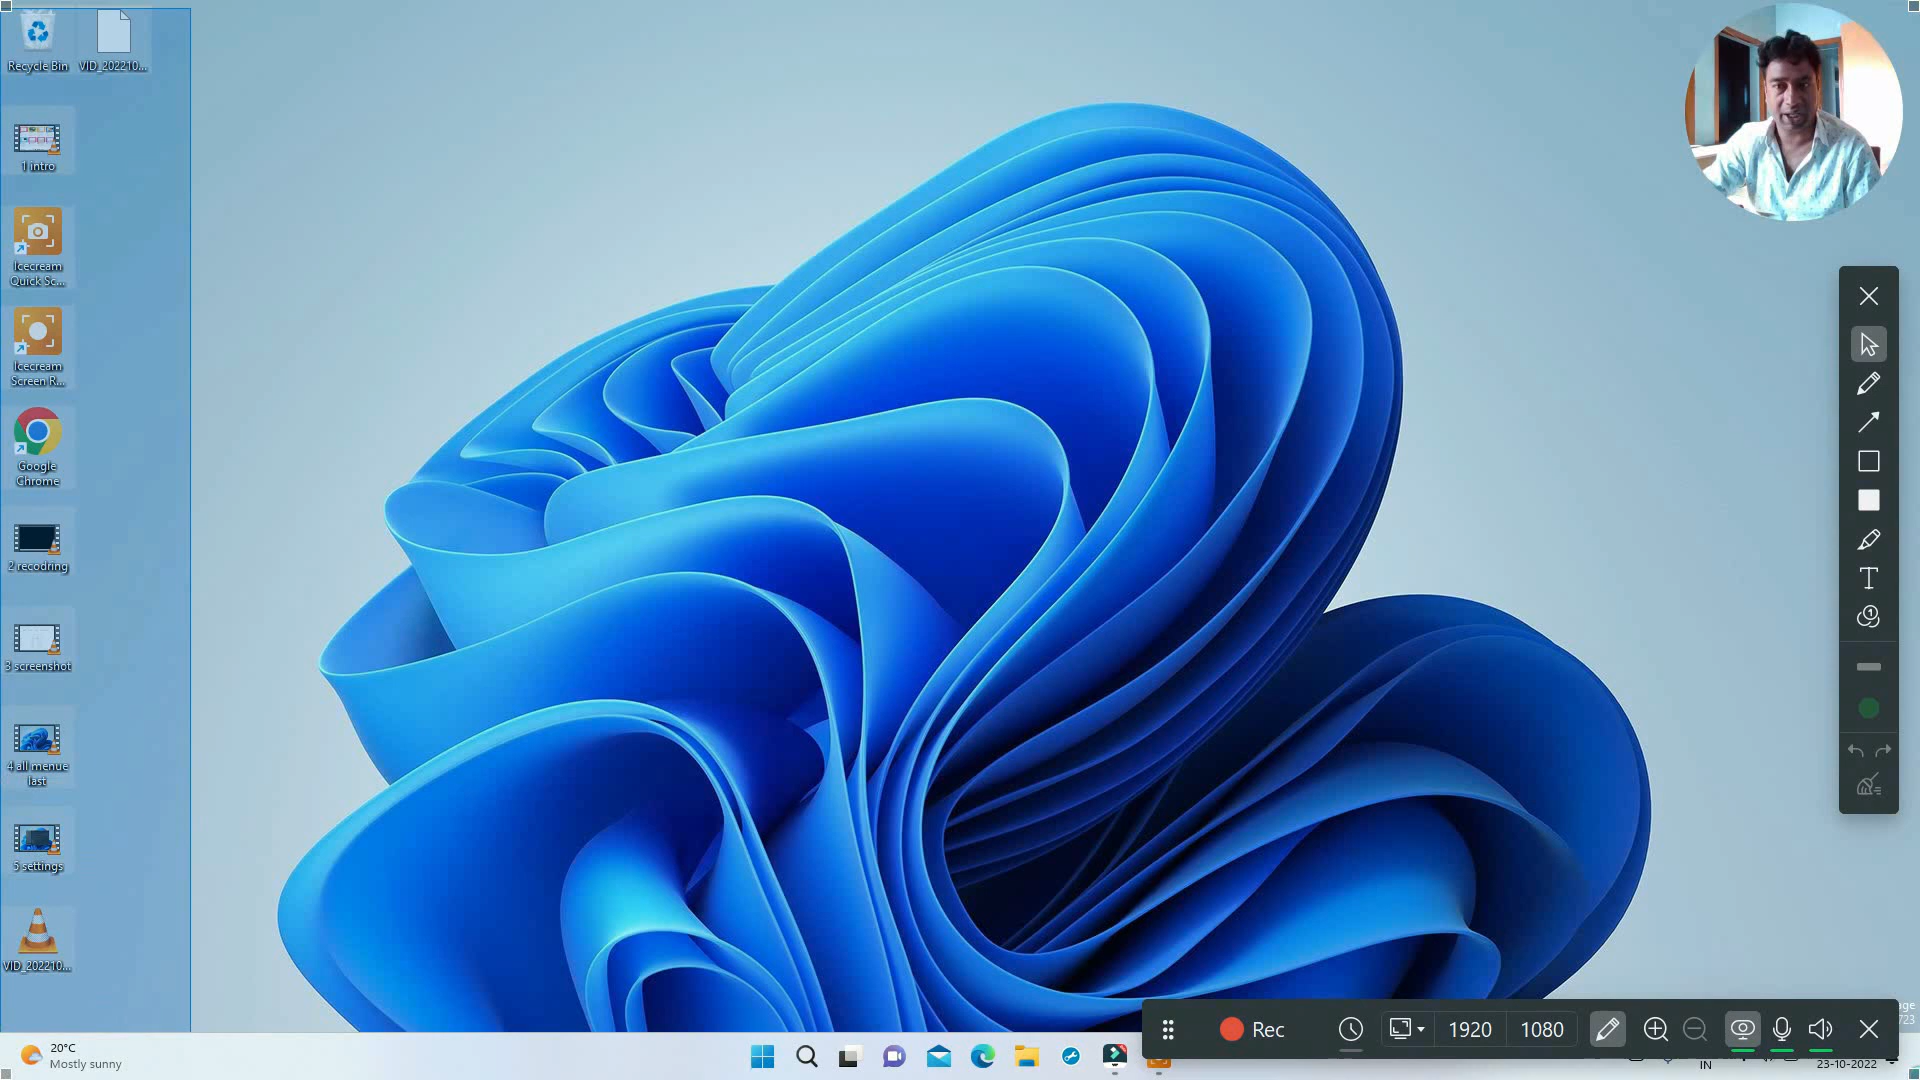 Recycle Bin
VID_202210...
1 intro
Icecream
Quick Sc...
Icecream
Screen R...
Google
Chrome
2 recodring
3 screenshot
4 all menue
last
5 settings
VID_202210...
1
T
Rec
1920
1080
20°C
Mostly sunny
IN
23-10-2022